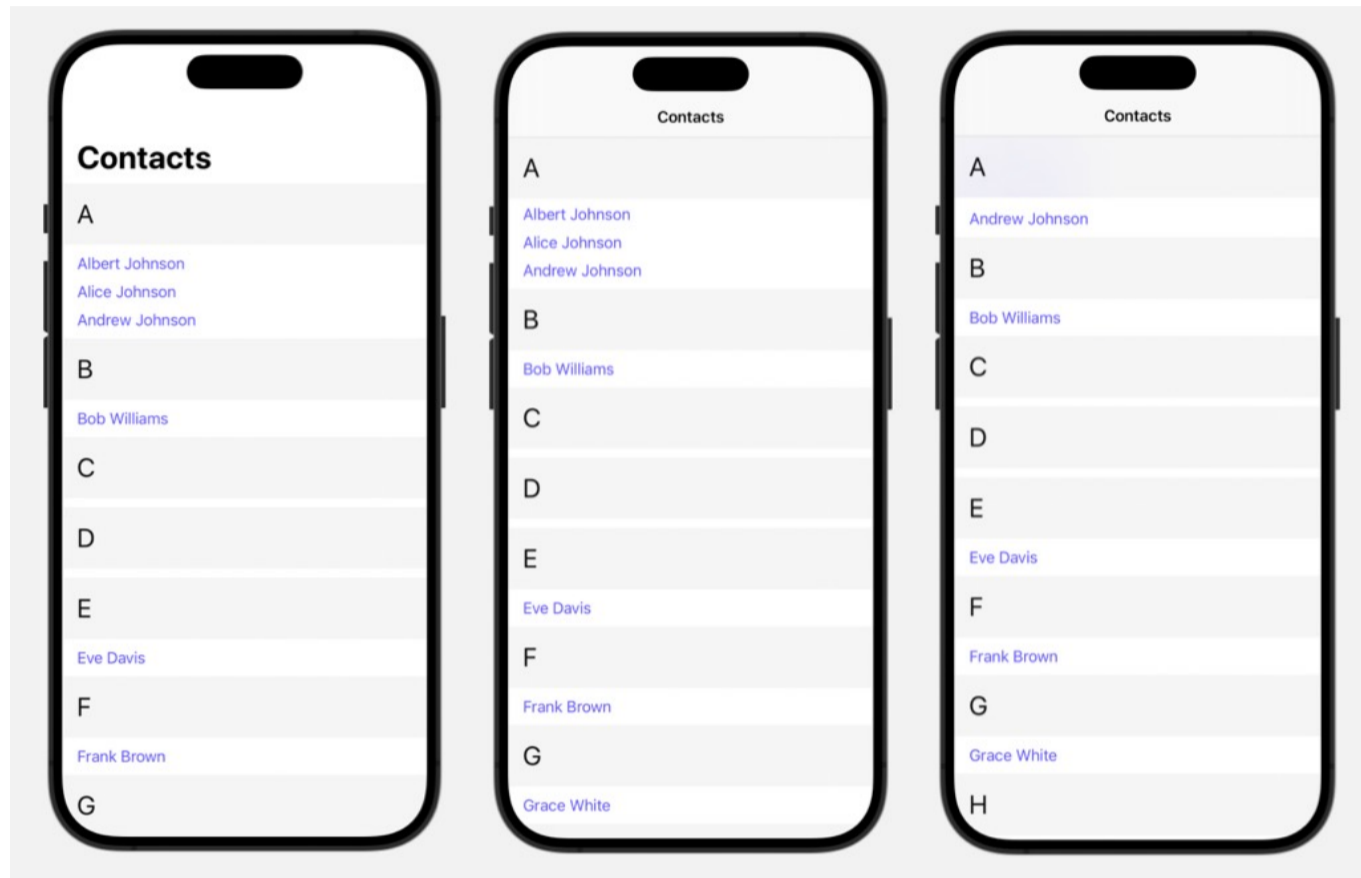 Contacts
A
Albert Johnson
Alice Johnson
Andrew Johnson
B
Bob Williams
C
D
E
Eve Davis
F
Frank Brown
G
Contacts
A
Albert Johnson
Alice Johnson
Andrew Johnson
B
Bob Williams
C
D
E
Eve Davis
F
Frank Brown
G
Grace White
Contacts
A
Andrew Johnson
B
Bob Williams
C
D
E
Eve Davis
F
Frank Brown
G
Grace White
H